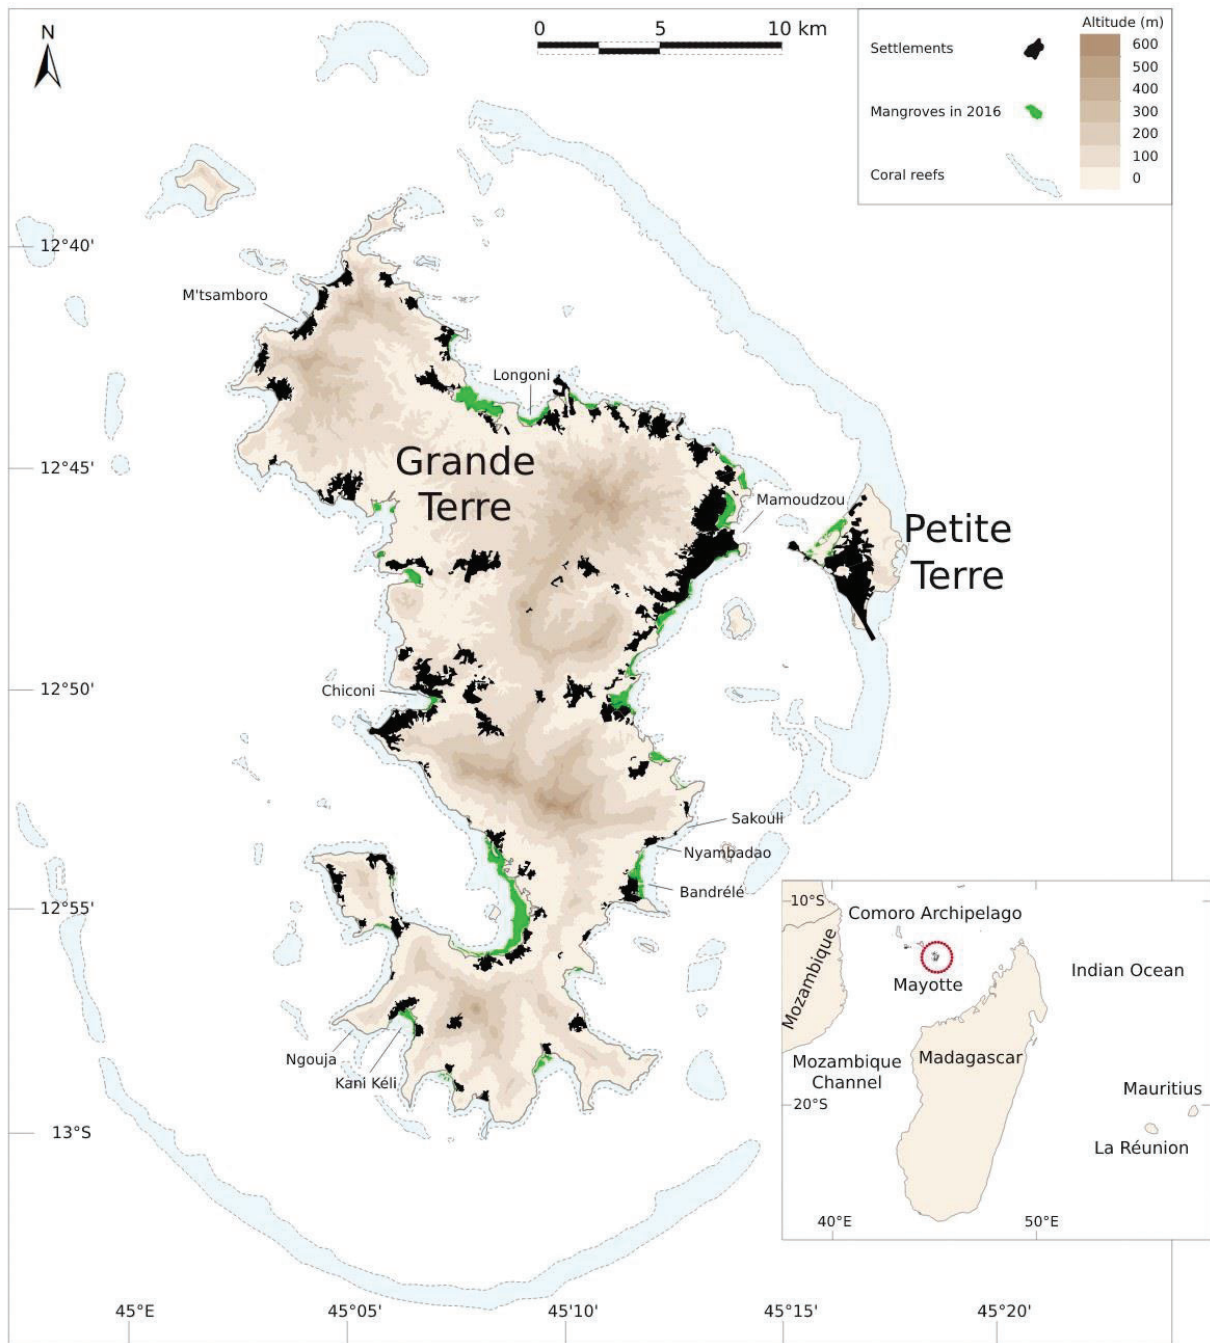 N
0 5 10 km
Altitude (m)
Settlements
Mangroves in 2016
Coral reefs
600
500
400
300
200
100
0
12°40'
M'tsamboro
Longoni
12°45'
Grande
Terre
Mamoudzou
Petite
Terre
12°50'
Chiconi
Sakouli
Nyambadao
Bandrélé
12°55'
Ngouja
Kani Kéli
13°S
10°S
Comoro Archipelago
Mozambique
Mayotte
Indian Ocean
Mozambique
Channel
Madagascar
Mauritius
20°S
La Réunion
40°E 50°E
45°E 45°05' 45°10' 45°15' 45°20'